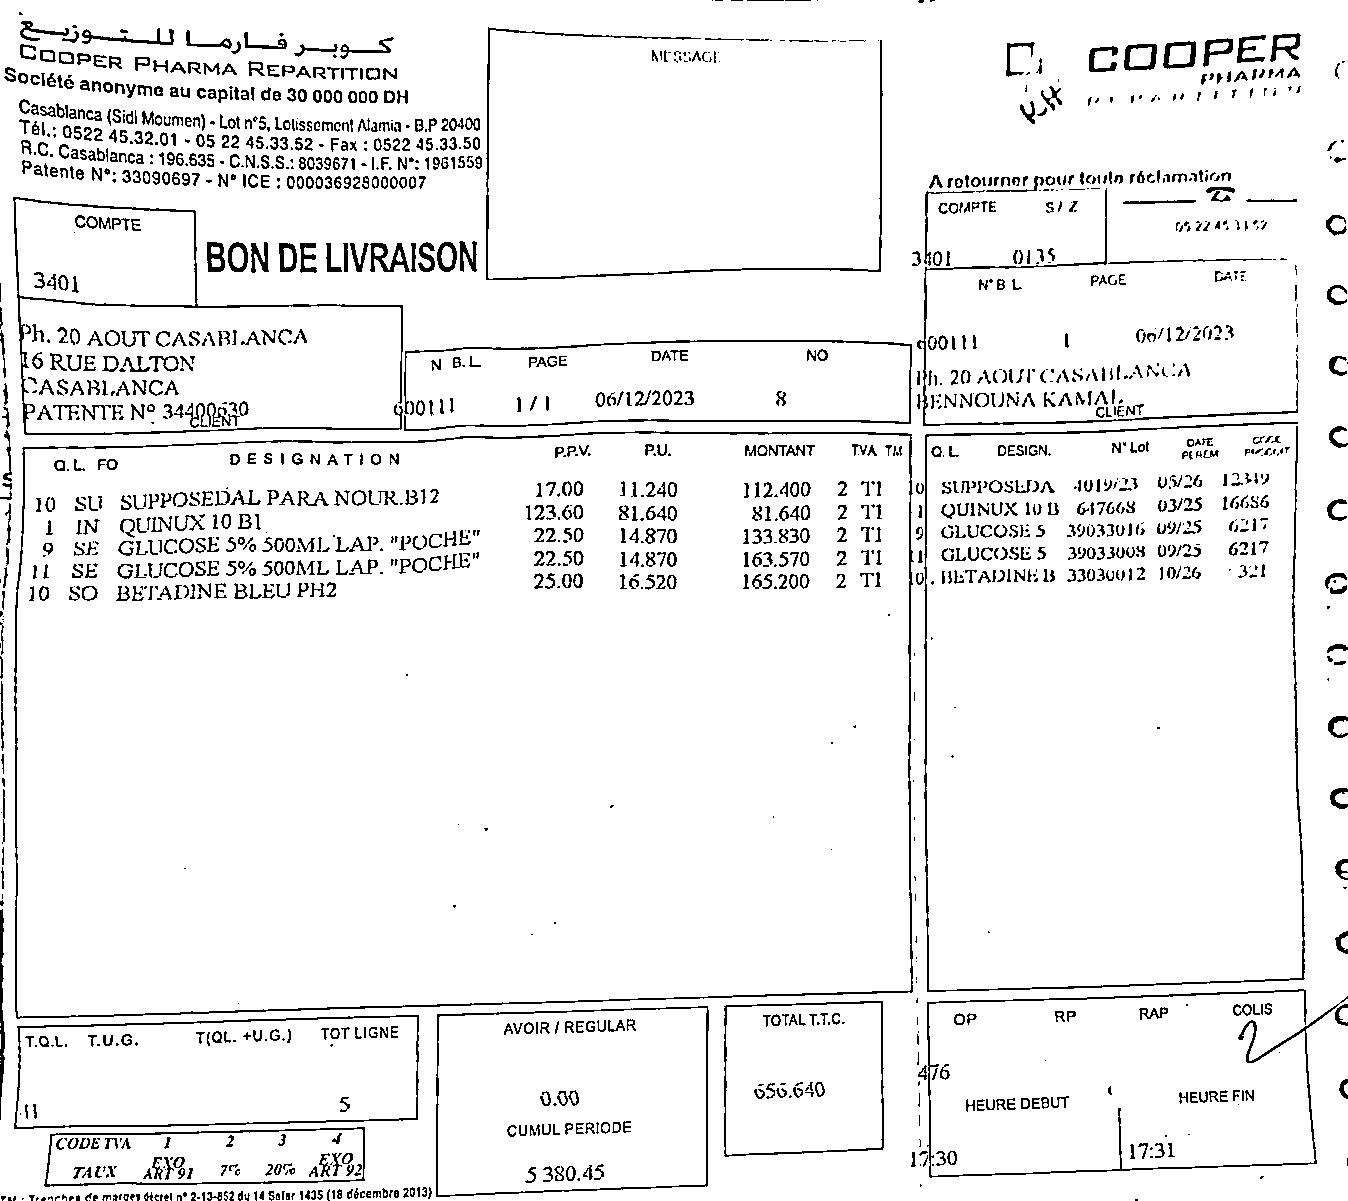 كوبر فارما للتوزيع
COOPER PHARMA REPARTITION
Société anonyme au capital de 30 000 000 DH
Casablanca (Sidi Moumen) - Lot n°5, Lotissement Alamia - B.P 20400
Tél.: 0522 45.32.01 - 05 22 45.33.52 - Fax : 0522 45.33.50
R.C. Casablanca : 196.635 - C.N.S.S.: 8039671 - I.F. N°: 1961559
Patente N°: 33090697 - N° ICE : 000036928000007
MESSAGE
COOPER
PHARMA
REPARTITION
A retourner pour toute réclamation
05 22 45 33 52
COMPTE
3401
BON DE LIVRAISON
COMPTE S / Z
3401 0135
N° B L PAGE DATE
600111 1 06/12/2023
Ph. 20 AOUT CASABLANCA
BENNOUNA KAMAL
CLIENT
Ph. 20 AOUT CASABLANCA
16 RUE DALTON
CASABLANCA
PATENTE N° 34400630
CLIENT
N B.L. PAGE DATE NO
600111 1 / 1 06/12/2023 8
Q.L. FO DESIGNATION P.P.V. P.U. MONTANT TVA TM
10 SU SUPPOSEDAL PARA NOUR.B12 17.00 11.240 112.400 2 T1
1 IN QUINUX 10 B1 123.60 81.640 81.640 2 T1
9 SE GLUCOSE 5% 500ML LAP. "POCHE" 22.50 14.870 133.830 2 T1
11 SE GLUCOSE 5% 500ML LAP. "POCHE" 22.50 14.870 163.570 2 T1
10 SO BETADINE BLEU PH2 25.00 16.520 165.200 2 T1
Q.L. DESIGN. N° Lot DATE PEREM CODE PRODUIT
0 SUPPOSEDA 4019/23 05/26 12349
1 QUINUX 10 B 647668 03/25 16686
9 GLUCOSE 5 39033016 09/25 6217
11 GLUCOSE 5 39033008 09/25 6217
0 BETADINE B 33030012 10/26 321
T.Q.L. T.U.G. T(QL. +U.G.) TOT LIGNE
11 5
AVOIR / REGULAR
0.00
CUMUL PERIODE
5 380.45
TOTAL T.T.C.
656.640
OP RP RAP COLIS
2
476
HEURE DEBUT HEURE FIN
17:30 17:31
CODE TVA 1 2 3 4
TAUX EXO ART 91 7% 20% EXO ART 92
TM : Tranches de marges décret n° 2-13-852 du 14 Safar 1435 (18 décembre 2013)